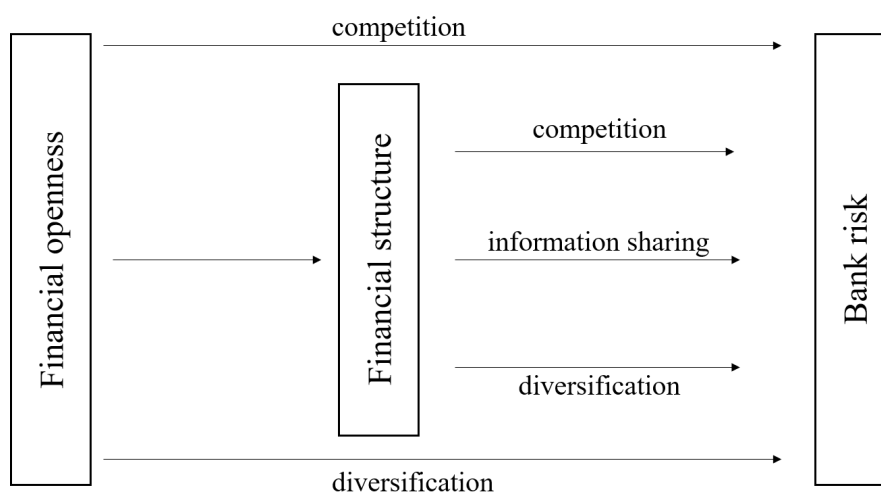 competition
Financial openness
Financial structure
competition
information sharing
diversification
Bank risk
diversification